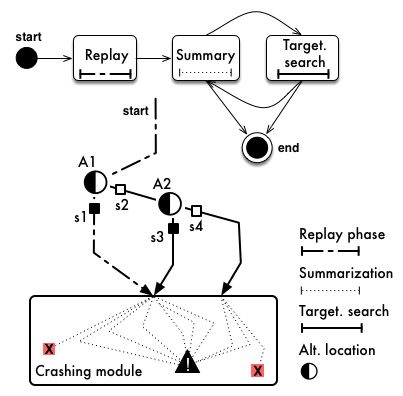 start
Replay
Summary
Target.
search
start
end
A1
s2
A2
s1
s4
s3
Replay phase
Summarization
Target. search
Alt. location
X
!
X
Crashing module